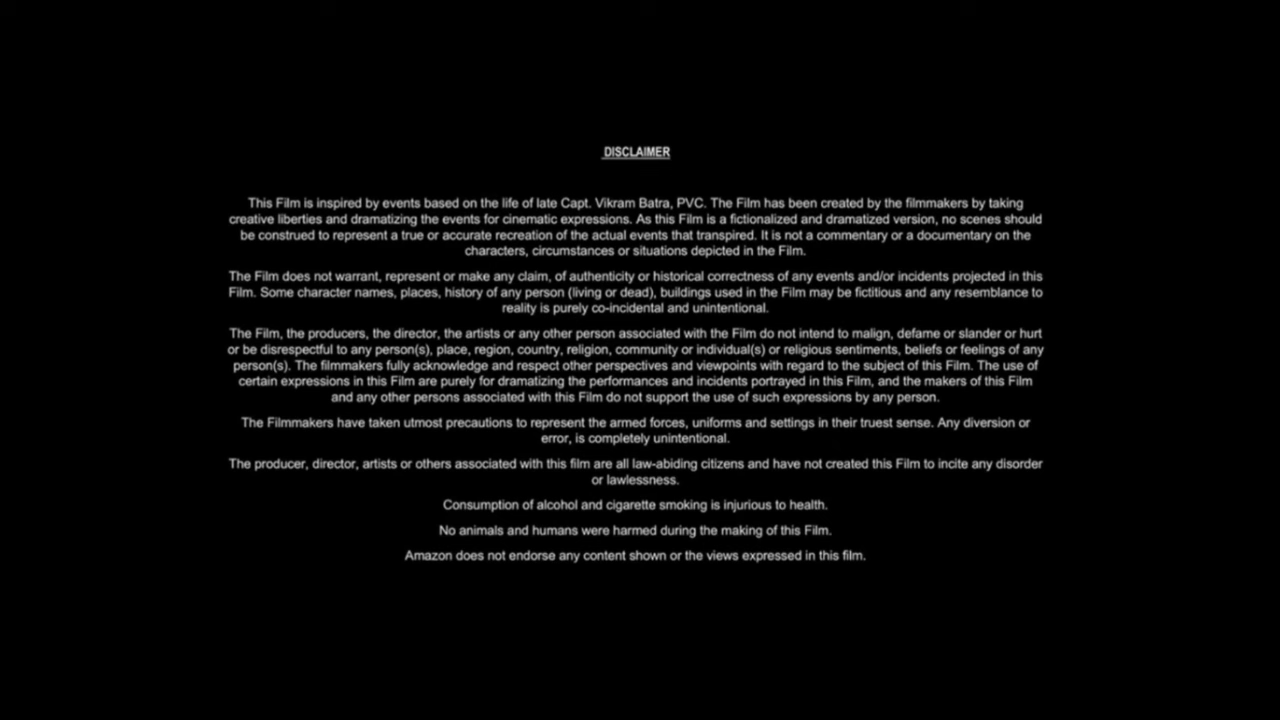 DISCLAIMER
This Film is inspired by events based on the life of late Capt. Vikram Batra, PVC. The Film has been created by the filmmakers by taking
creative liberties and dramatizing the events for cinematic expressions. As this Film is a fictionalized and dramatized version, no scenes should
be construed to represent a true or accurate recreation of the actual events that transpired. It is not a commentary or a documentary on the
characters, circumstances or situations depicted in the Film.
The Film does not warrant, represent or make any claim, of authenticity or historical correctness of any events and/or incidents projected in this
Film. Some character names, places, history of any person (living or dead), buildings used in the Film may be fictitious and any resemblance to
reality is purely co-incidental and unintentional.
The Film, the producers, the director, the artists or any other person associated with the Film do not intend to malign, defame or slander or hurt
or be disrespectful to any person(s), place, region, country, religion, community or individual(s) or religious sentiments, beliefs or feelings of any
person(s). The filmmakers fully acknowledge and respect other perspectives and viewpoints with regard to the subject of this Film. The use of
certain expressions in this Film are purely for dramatizing the performances and incidents portrayed in this Film, and the makers of this Film
and any other persons associated with this Film do not support the use of such expressions by any person.
The Filmmakers have taken utmost precautions to represent the armed forces, uniforms and settings in their truest sense. Any diversion or
error, is completely unintentional.
The producer, director, artists or others associated with this film are all law-abiding citizens and have not created this Film to incite any disorder
or lawlessness.
Consumption of alcohol and cigarette smoking is injurious to health.
No animals and humans were harmed during the making of this Film.
Amazon does not endorse any content shown or the views expressed in this film.